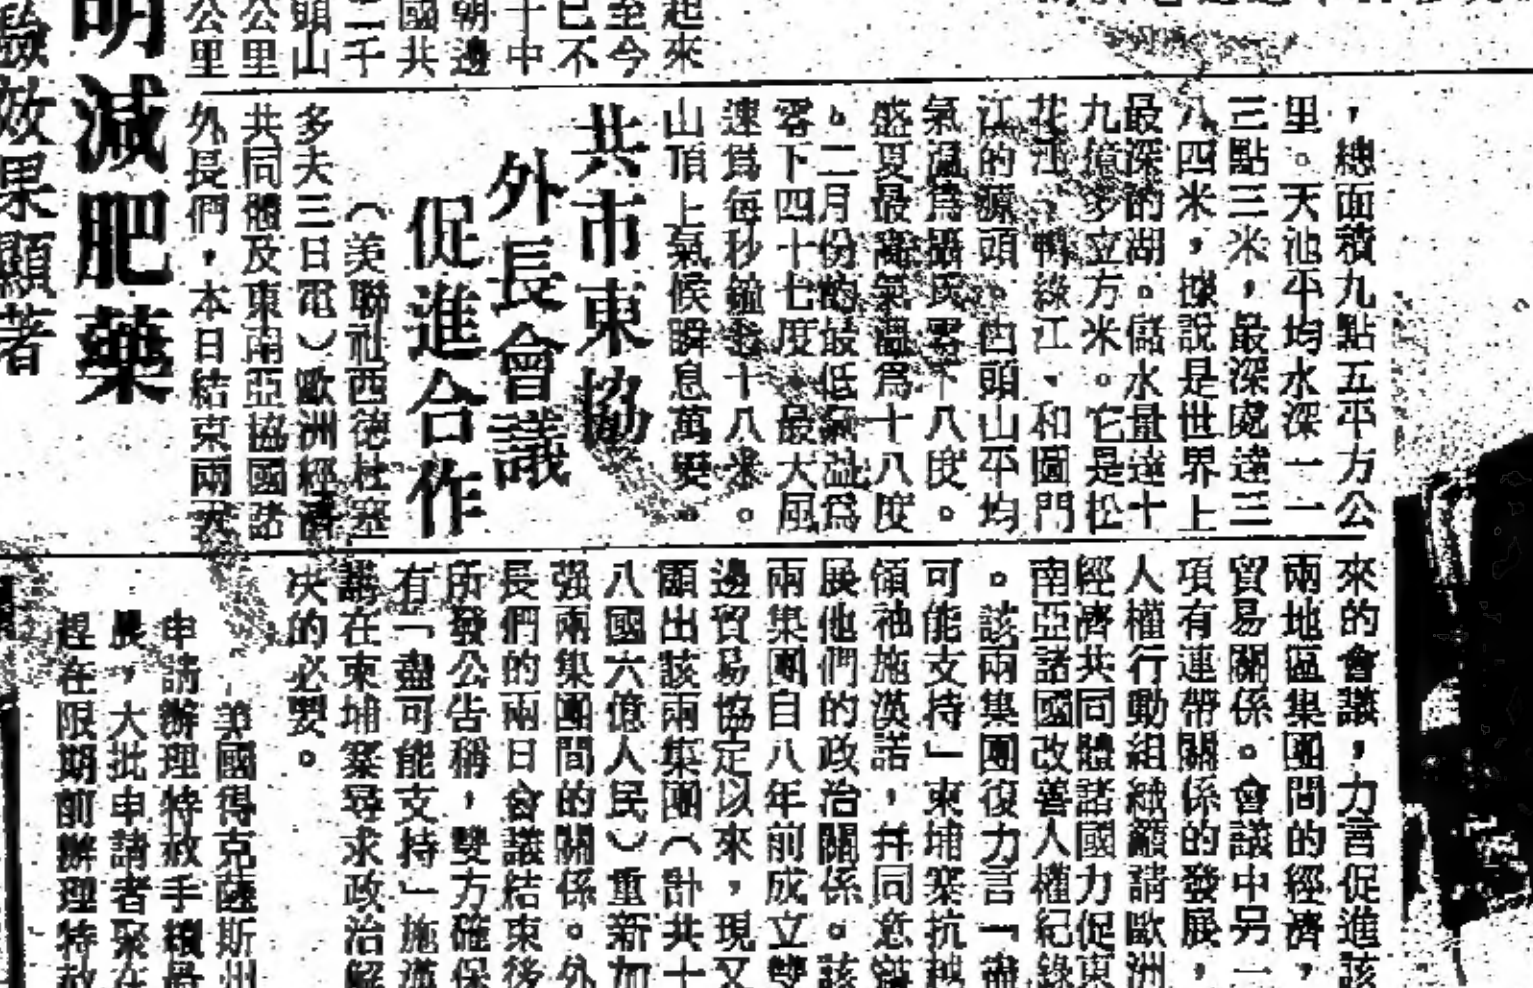 起來
至今
已不
十中
朝邊
國共
二千
頭山
公里
公里
，總面積九點五平方公
里。天池平均水深二一
三點三米，最深處達三
八四米，據說是世界上
最深的湖。儲水量達十
九億多立方米。它是松
花江、鴨綠江、和圖門
江的源頭。白頭山平均
氣溫爲攝氏零下八度。
盛夏最高氣溫爲十八度
。二月份的最低氣溫爲
零下四十七度。最大風
速爲每秒鐘七十八米。
山頂上氣候瞬息萬變。
共市東協
外長會議
促進合作
（美聯社西德杜塞
多夫三日電）歐洲經濟
共同體及東南亞協國諸
外長們，本日結束兩天
來的會議，力言促進該
兩地區集團間的經濟，
貿易關係。會議中另一
項有連帶關係的發展，
人權行動組織籲請歐洲
經濟共同體諸國力促東
南亞諸國改善人權紀錄
。該兩集團復力言「盡
可能支持」東埔寨抗越
領袖施漢諾，幷同意
展他們的政治關係。該
兩集團自八年前成立雙
邊貿易協定以來，現又
顯出該兩集團（計共十
八國六億人民）重新加
强兩集團間的關係。外
長們的兩日會議結束後
所發公告稱，雙方確保
有「盡可能支持」施漢
諾在柬埔寨尋求政治解
决的必要。
明減肥藥
驗效果顯著
美國得克薩斯州
申請辦理特赦手續
，大批申請者聚在
趕在限期前辦理特赦